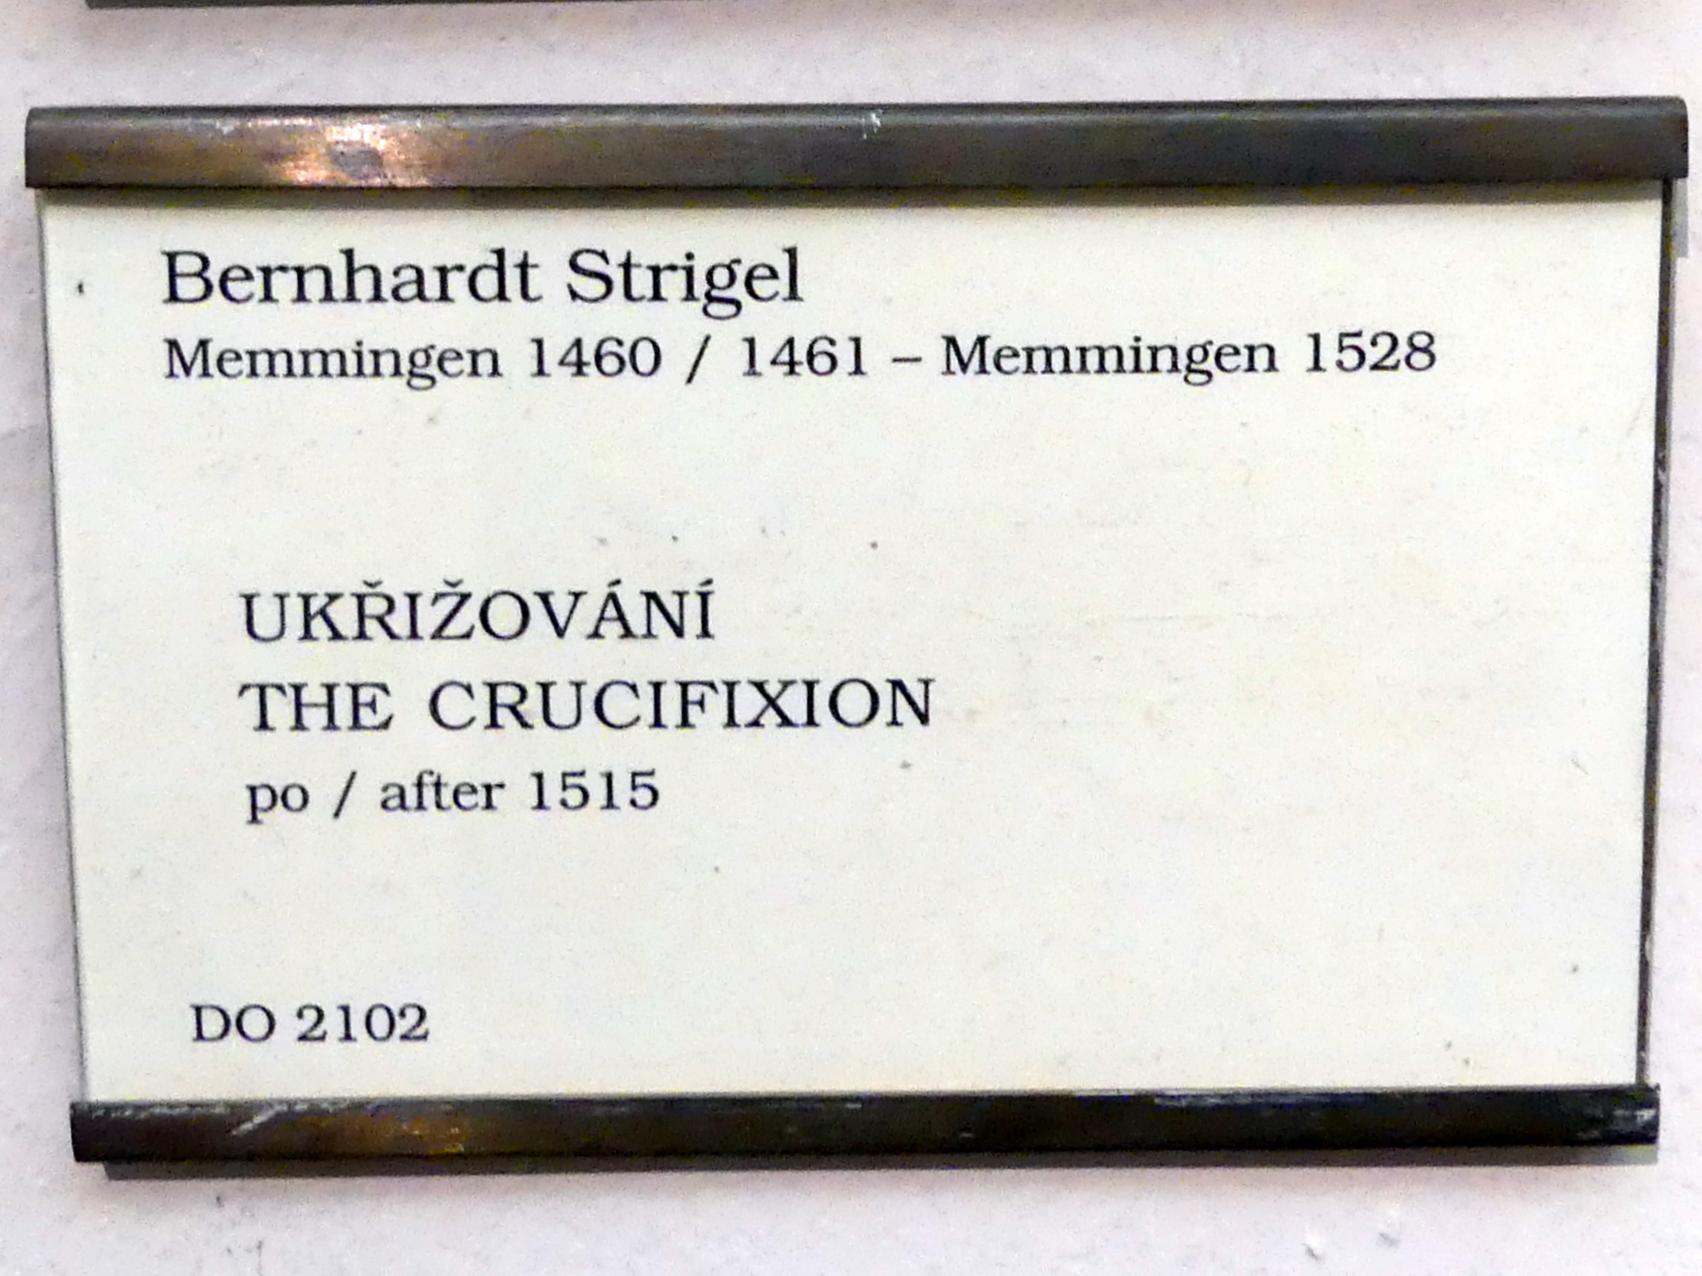 Bernhardt Strigel
Memmingen 1460 / 1461 – Memmingen 1528
UKŘIŽOVÁNÍ
THE CRUCIFIXION
po / after 1515
DO 2102